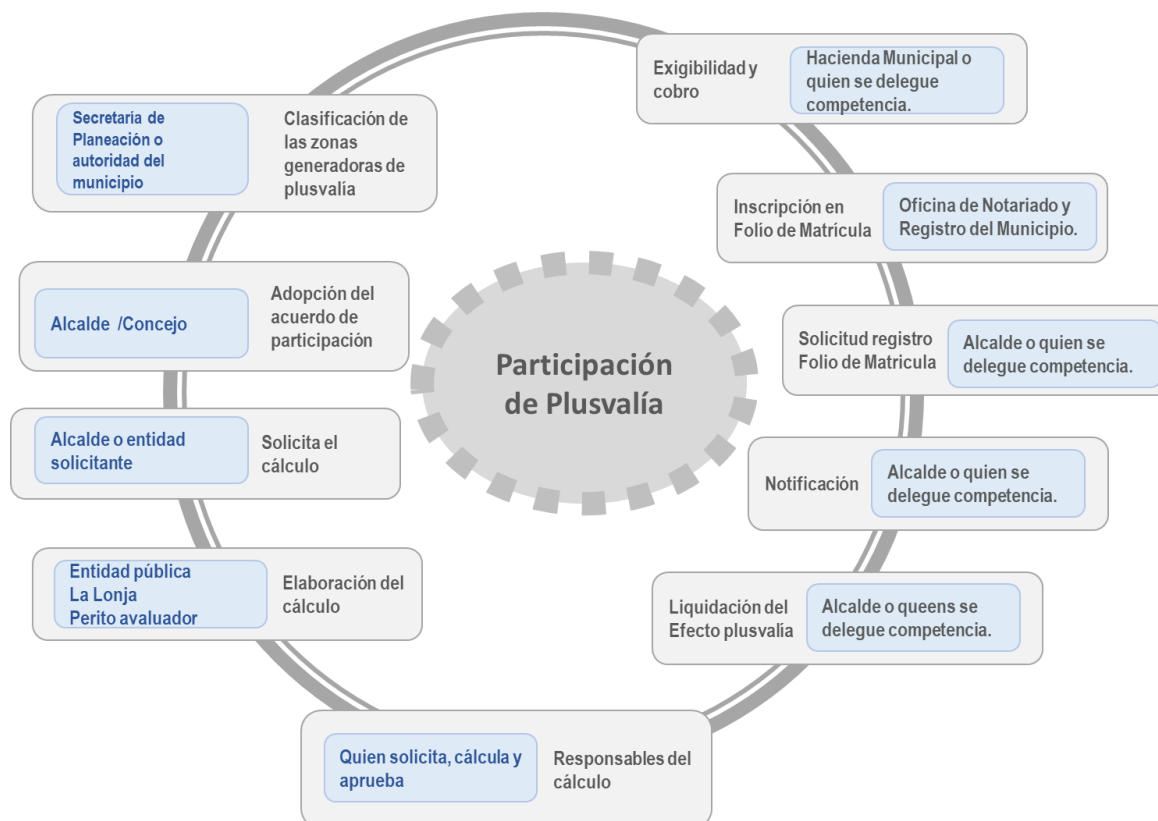 Exigibilidad y
cobro
Hacienda Municipal o
quien se delegue
competencia.
Secretaría de
Planeación o
autoridad del
municipio
Clasificación de
las zonas
generadoras de
plusvalía
Inscripción en
Folio de Matrícula
Oficina de Notariado y
Registro del Municipio.
Alcalde /Concejo
Adopción del
acuerdo de
participación
Participación
de Plusvalía
Solicitud registro
Folio de Matricula
Alcalde o quien se
delegue competencia.
Alcalde o entidad
solicitante
Solicita el
cálculo
Notificación
Alcalde o quien se
delegue competencia.
Entidad pública
La Lonja
Perito avaluador
Elaboración del
cálculo
Liquidación del
Efecto plusvalía
Alcalde o queens se
delegue competencia.
Quien solicita, cálcula y
aprueba
Responsables del
cálculo